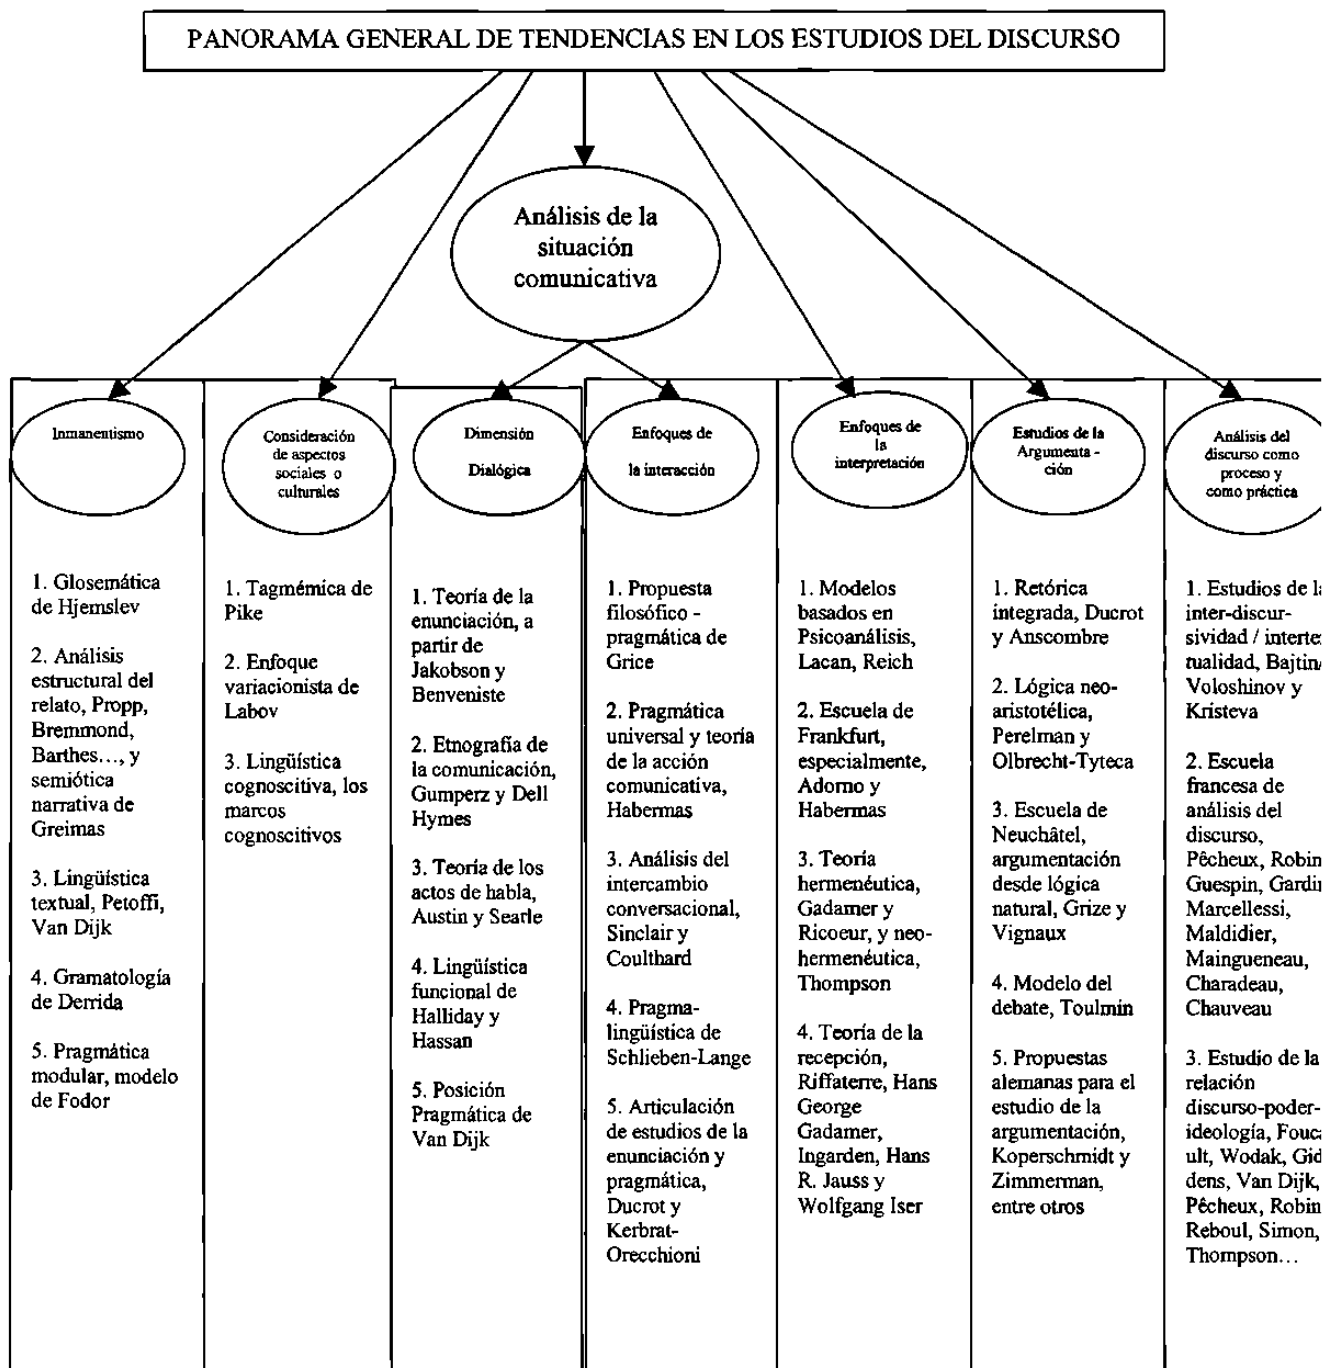 PANORAMA GENERAL DE TENDENCIAS EN LOS ESTUDIOS DEL DISCURSO
Análisis de la
situación
comunicativa
Inmanentismo
1. Glosemática
de Hjemslev
2. Análisis
estructural del
relato, Propp,
Bremmond,
Barthes..., y
semiótica
narrativa de
Greimas
3. Lingüística
textual, Petoffi,
Van Dijk
4. Gramatología
de Derrida
5. Pragmática
modular, modelo
de Fodor
Consideración
de aspectos
sociales o
culturales
1. Tagmémica de
Pike
2. Enfoque
variacionista de
Labov
3. Lingüística
cognoscitiva, los
marcos
cognoscitivos
Dimensión
Dialógica
1. Teoría de la
enunciación, a
partir de
Jakobson y
Benveniste
2. Etnografía de
la comunicación,
Gumperz y Dell
Hymes
3. Teoría de los
actos de habla,
Austin y Searle
4. Lingüística
funcional de
Halliday y
Hassan
5. Posición
Pragmática de
Van Dijk
Enfoques de
la interacción
1. Propuesta
filosófico -
pragmática de
Grice
2. Pragmática
universal y teoría
de la acción
comunicativa,
Habermas
3. Análisis del
intercambio
conversacional,
Sinclair y
Coulthard
4. Pragma-
lingüística de
Schlieben-Lange
5. Articulación
de estudios de la
enunciación y
pragmática,
Ducrot y
Kerbrat-
Orecchioni
Enfoques de
la
interpretación
1. Modelos
basados en
Psicoanálisis,
Lacan, Reich
2. Escuela de
Frankfurt,
especialmente,
Adorno y
Habermas
3. Teoría
hermenéutica,
Gadamer y
Ricoeur, y neo-
hermenéutica,
Thompson
4. Teoría de la
recepción,
Riffaterre, Hans
George
Gadamer,
Ingarden, Hans
R. Jauss y
Wolfgang Iser
Estudios de la
Argumenta -
ción
1. Retórica
integrada, Ducrot
y Anscombre
2. Lógica neo-
aristotélica,
Perelman y
Olbrecht-Tyteca
3. Escuela de
Neuchâtel,
argumentación
desde lógica
natural, Grize y
Vignaux
4. Modelo del
debate, Toulmin
5. Propuestas
alemanas para el
estudio de la
argumentación,
Koperschmidt y
Zimmerman,
entre otros
Análisis del
discurso como
proceso y
como práctica
1. Estudios de la
inter-discur-
sividad / interte
tualidad, Bajtin
Voloshinov y
Kristeva
2. Escuela
francesa de
análisis del
discurso,
Pêcheux, Robin
Guespin, Gardin
Marcellessi,
Maldidier,
Maingueneau,
Charadeau,
Chauveau
3. Estudio de la
relación
discurso-poder-
ideología, Fouca
ult, Wodak, Gid
dens, Van Dijk,
Pêcheux, Robin
Reboul, Simon,
Thompson...